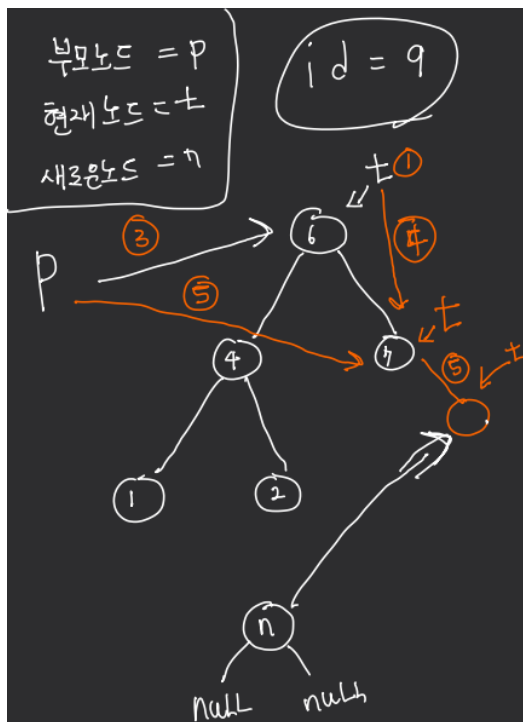 부모노드 = p
현재노드 = t
새로운노드 = n
id = 9
t ①
③
6
④
p
⑤
4
7
t
⑤
t
1
2
n
null
null